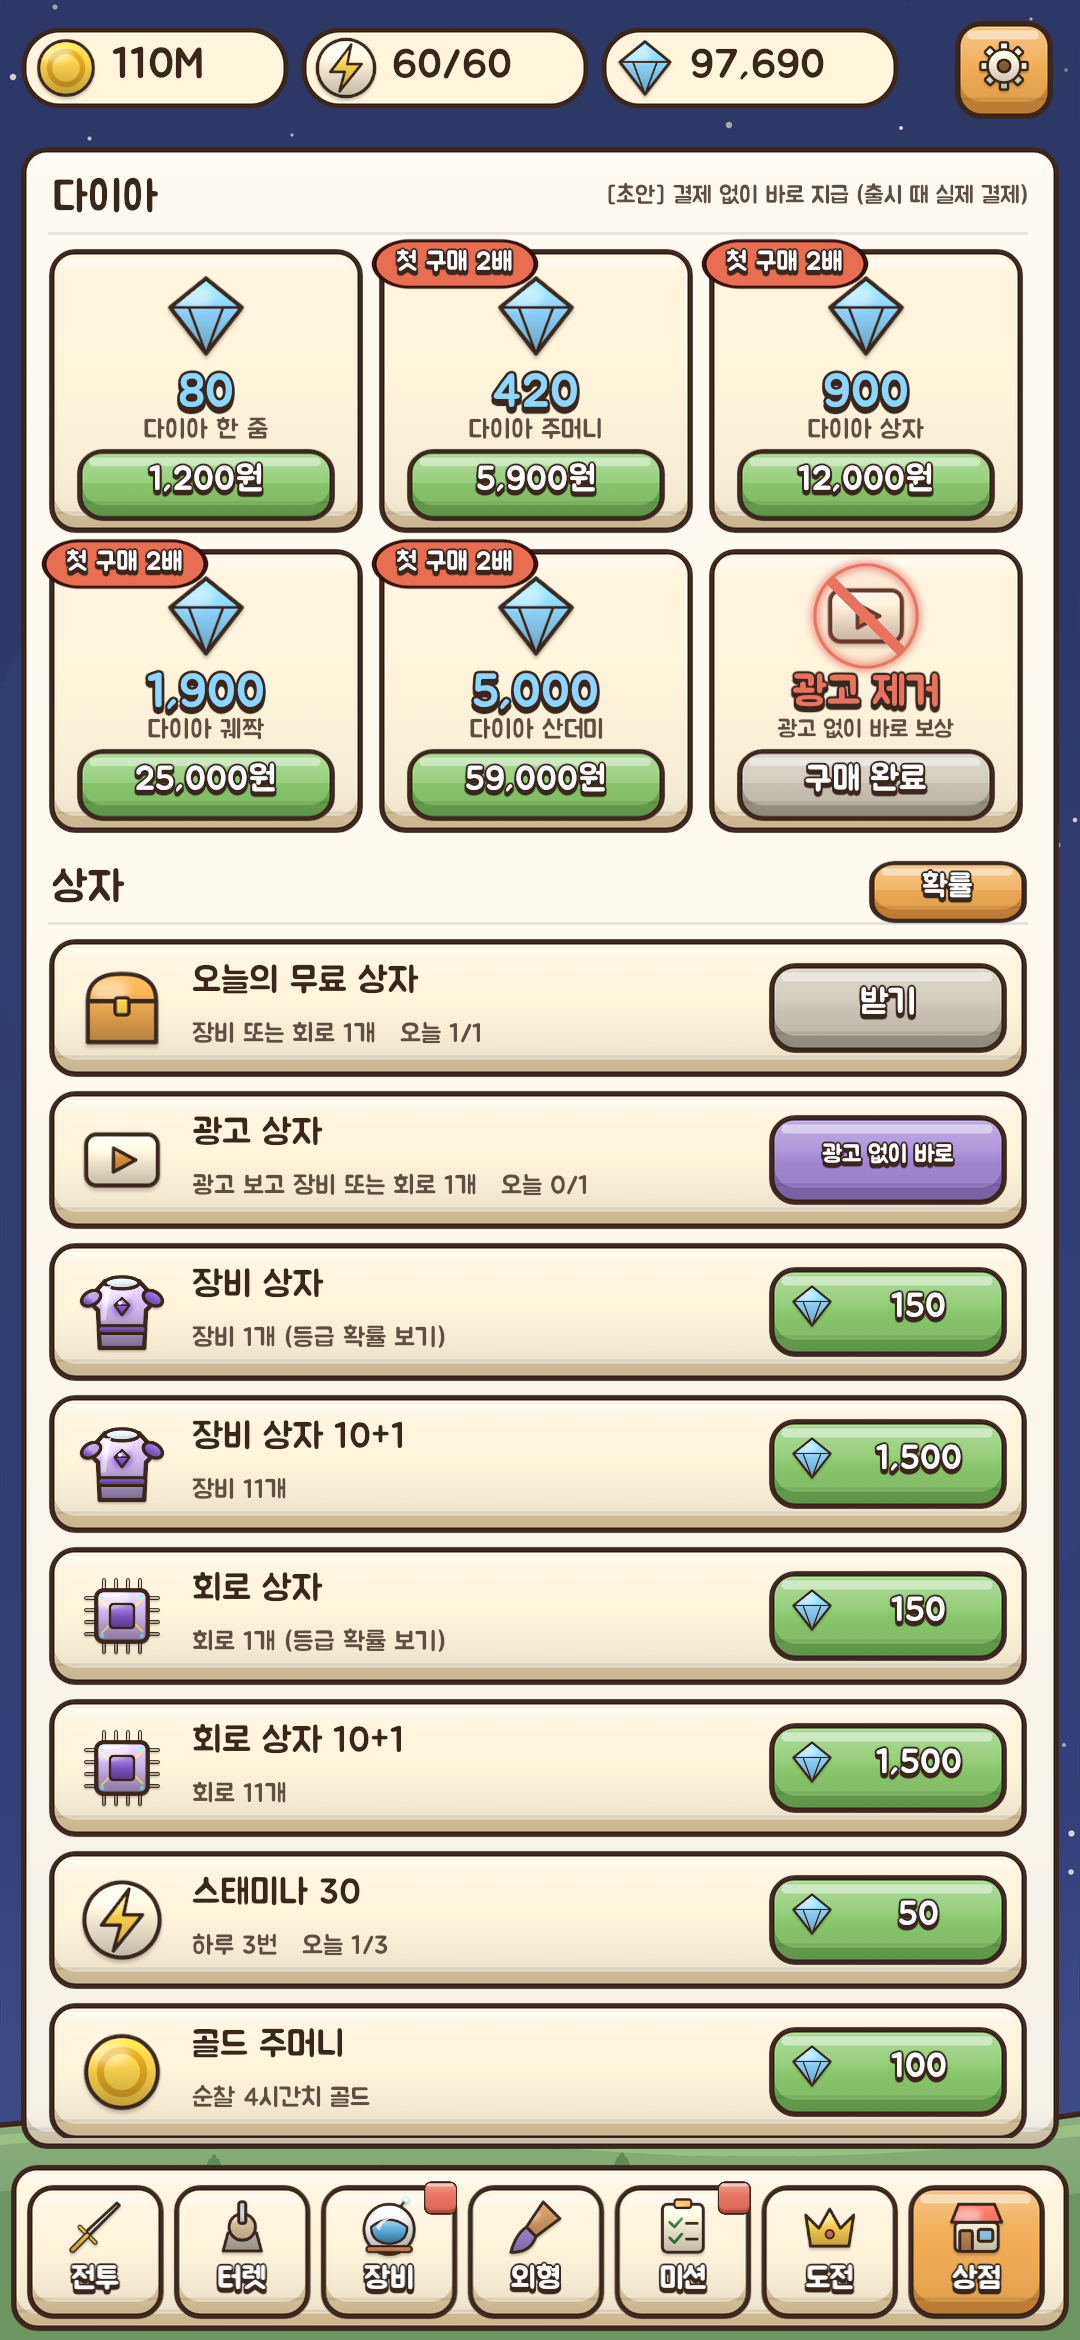 110M
60/60
97,690
다이아
[초안] 결제 없이 바로 지급 (출시 때 실제 결제)
첫 구매 2배
첫 구매 2배
80
420
900
다이아 한 줌
다이아 주머니
다이아 상자
1,200원
5,900원
12,000원
첫 구매 2배
첫 구매 2배
1,900
5,000
광고 제거
다이아 궤짝
다이아 산더미
광고 없이 바로 보상
25,000원
59,000원
구매 완료
상자
확률
오늘의 무료 상자
장비 또는 회로 1개 오늘 1/1
받기
광고 상자
광고 보고 장비 또는 회로 1개 오늘 0/1
광고 없이 바로
장비 상자
장비 1개 (등급 확률 보기)
150
장비 상자 10+1
장비 11개
1,500
회로 상자
회로 1개 (등급 확률 보기)
150
회로 상자 10+1
회로 11개
1,500
스태미나 30
하루 3번 오늘 1/3
50
골드 주머니
순찰 4시간치 골드
100
전투
터렛
장비
외형
미션
도전
상점